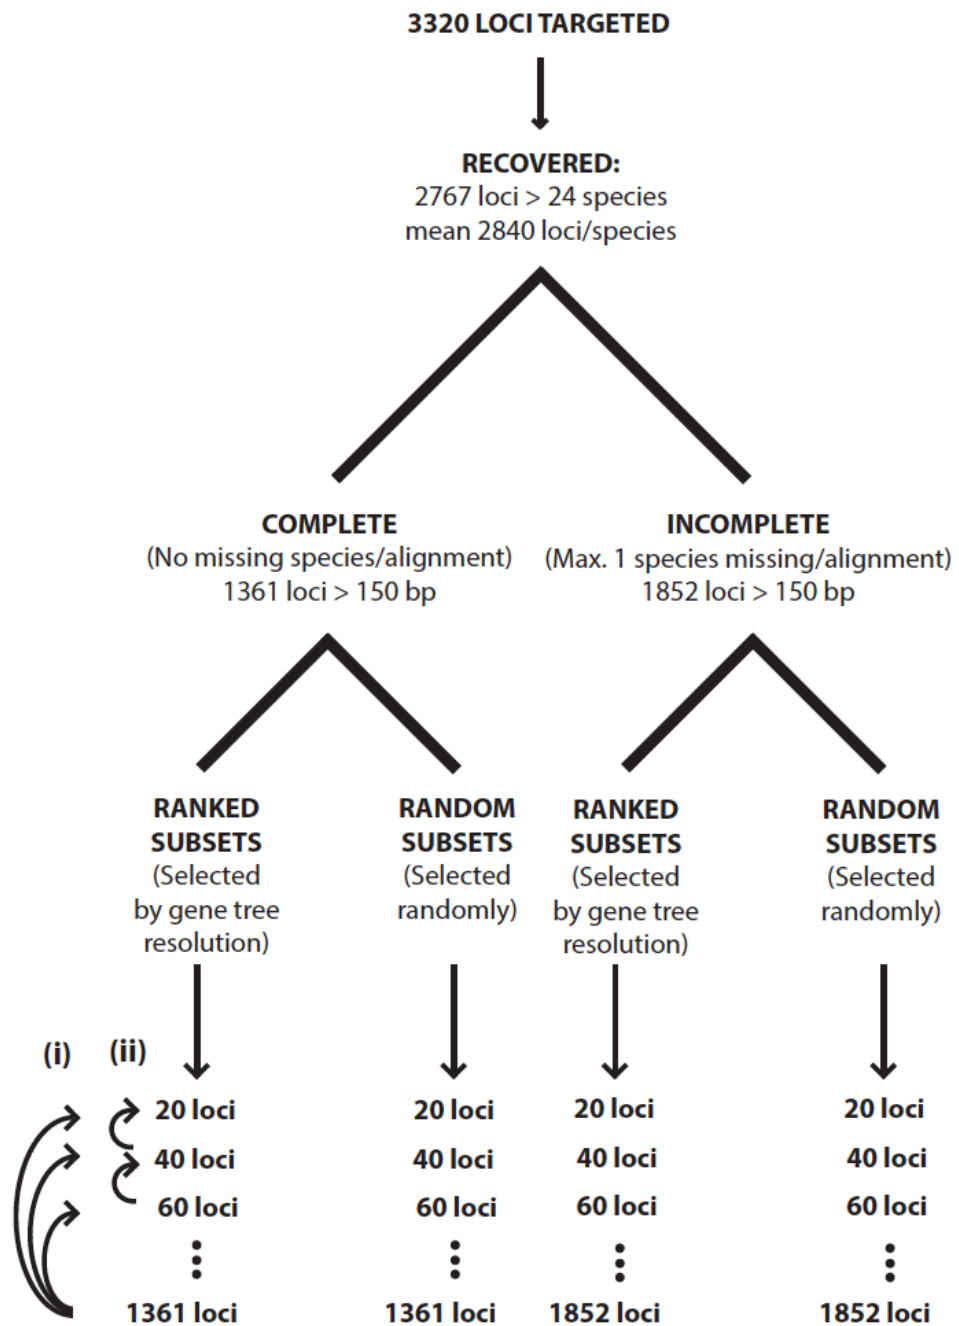 3320 LOCI TARGETED
RECOVERED:
2767 loci > 24 species
mean 2840 loci/species
COMPLETE
(No missing species/alignment)
1361 loci > 150 bp
INCOMPLETE
(Max. 1 species missing/alignment)
1852 loci > 150 bp
RANKED
SUBSETS
(Selected
by gene tree
resolution)
RANDOM
SUBSETS
(Selected
randomly)
RANKED
SUBSETS
(Selected
by gene tree
resolution)
RANDOM
SUBSETS
(Selected
randomly)
(i)
(ii)
20 loci
40 loci
60 loci
1361 loci
20 loci
40 loci
60 loci
1361 loci
20 loci
40 loci
60 loci
1852 loci
20 loci
40 loci
60 loci
1852 loci